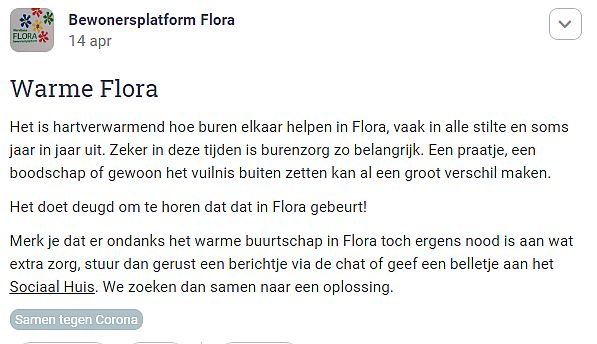 FLORA
Bewonersplatform Flora
14 apr
Warme Flora
Het is hartverwarmend hoe buren elkaar helpen in Flora, vaak in alle stilte en soms
jaar in jaar uit. Zeker in deze tijden is burenzorg zo belangrijk. Een praatje, een
boodschap of gewoon het vuilnis buiten zetten kan al een groot verschil maken.
Het doet deugd om te horen dat dat in Flora gebeurt!
Merk je dat er ondanks het warme buurtschap in Flora toch ergens nood is aan wat
extra zorg, stuur dan gerust een berichtje via de chat of geef een belletje aan het
Sociaal Huis. We zoeken dan samen naar een oplossing.
Samen tegen Corona